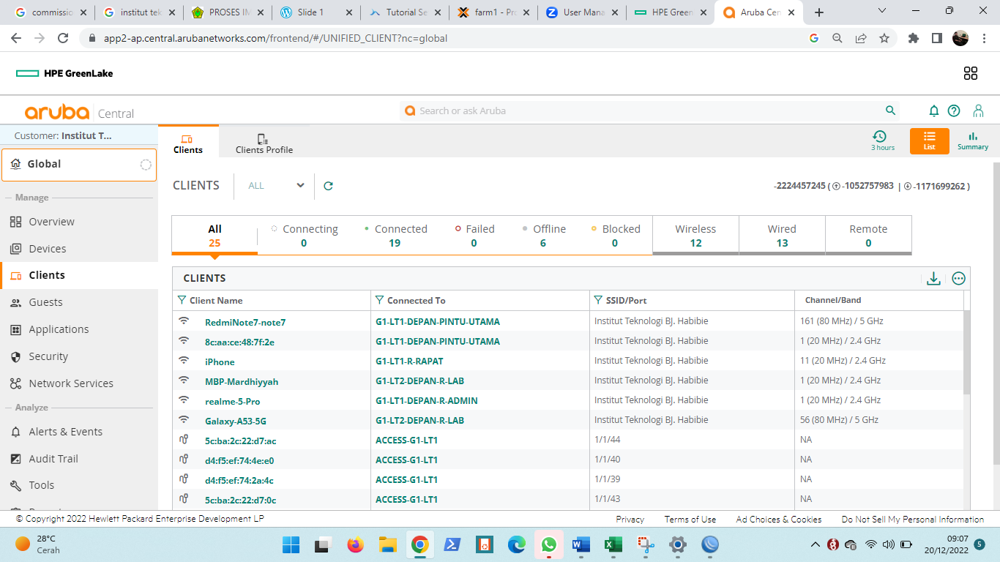 commissio
institut tek
PROSES IM
Slide 1
Tutorial Se
farm1 - Pro
User Mana
HPE Green
Aruba Cen
app2-ap.central.arubanetworks.com/frontend/#/UNIFIED_CLIENT?nc=global
HPE GreenLake
aruba Central
Search or ask Aruba
Customer: Institut T...
Clients
Clients Profile
3 hours
List
Summary
Global
CLIENTS
ALL
-2224457245 ( -1052757983 | -1171699262 )
Manage
Overview
Devices
Clients
Guests
Applications
Security
Network Services
Analyze
Alerts & Events
Audit Trail
Tools
All Connecting Connected Failed Offline Blocked Wireless Wired Remote
25 0 19 0 6 0 12 13 0
CLIENTS
Client Name Connected To SSID/Port Channel/Band
RedmiNote7-note7 G1-LT1-DEPAN-PINTU-UTAMA Institut Teknologi BJ. Habibie 161 (80 MHz) / 5 GHz
8c:aa:ce:48:7f:2e G1-LT1-DEPAN-PINTU-UTAMA Institut Teknologi BJ. Habibie 1 (20 MHz) / 2.4 GHz
iPhone G1-LT1-R-RAPAT Institut Teknologi BJ. Habibie 11 (20 MHz) / 2.4 GHz
MBP-Mardhiyyah G1-LT2-DEPAN-R-LAB Institut Teknologi BJ. Habibie 1 (20 MHz) / 2.4 GHz
realme-5-Pro G1-LT1-DEPAN-R-ADMIN Institut Teknologi BJ. Habibie 1 (20 MHz) / 2.4 GHz
Galaxy-A53-5G G1-LT2-DEPAN-R-LAB Institut Teknologi BJ. Habibie 56 (80 MHz) / 5 GHz
5c:ba:2c:22:d7:ac ACCESS-G1-LT1 1/1/44 NA
d4:f5:ef:74:4e:e0 ACCESS-G1-LT1 1/1/40 NA
d4:f5:ef:74:2a:4c ACCESS-G1-LT1 1/1/39 NA
5c:ba:2c:22:d7:0c ACCESS-G1-LT1 1/1/43 NA
© Copyright 2022 Hewlett Packard Enterprise Development LP
Privacy Terms of Use Ad Choices & Cookies Do Not Sell My Personal Information
28°C
Cerah
09:07
20/12/2022
5